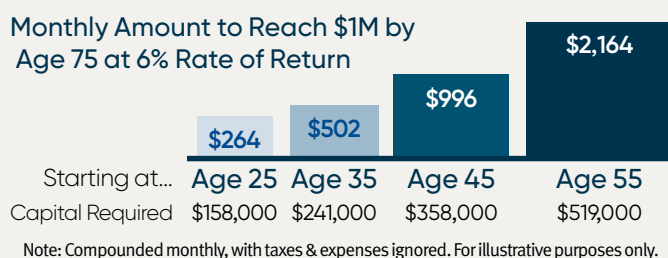 Monthly Amount to Reach $1M by
Age 75 at 6% Rate of Return
$264
$502
$996
$2,164
Starting at... Age 25 Age 35 Age 45 Age 55
Capital Required $158,000 $241,000 $358,000 $519,000
Note: Compounded monthly, with taxes & expenses ignored. For illustrative purposes only.